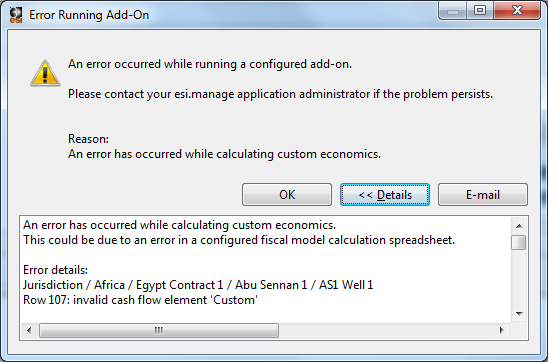 Error Running Add-On
An error occurred while running a configured add-on.
Please contact your esi.manage application administrator if the problem persists.
Reason:
An error has occurred while calculating custom economics.
OK
<< Details
E-mail
An error has occurred while calculating custom economics.
This could be due to an error in a configured fiscal model calculation spreadsheet.
Error details:
Jurisdiction / Africa / Egypt Contract 1 / Abu Sennan 1 / AS1 Well 1
Row 107: invalid cash flow element 'Custom'